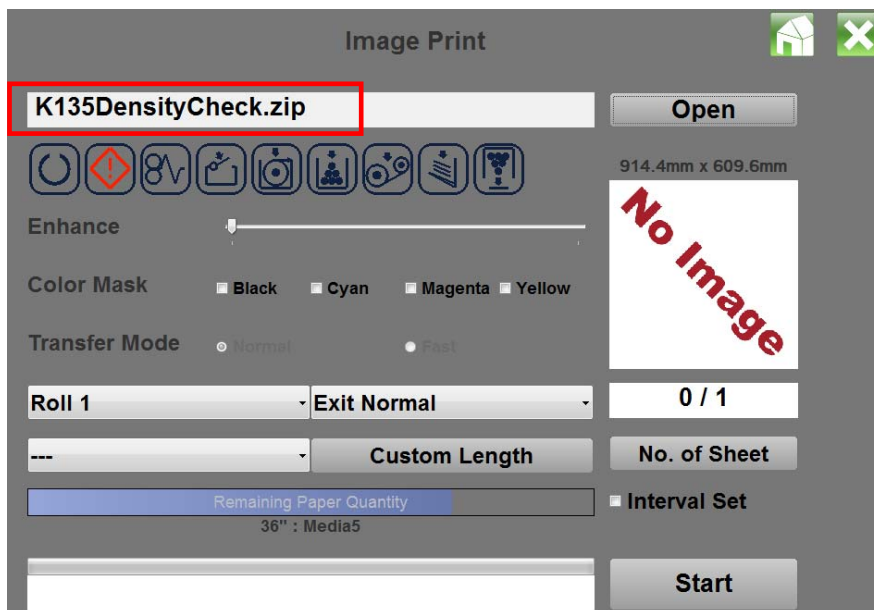 Image Print
K135DensityCheck.zip
Open
914.4mm x 609.6mm
No Image
Enhance
Color Mask
Black
Cyan
Magenta
Yellow
Transfer Mode
Normal
Fast
Roll 1
Exit Normal
0 / 1
---
Custom Length
No. of Sheet
Remaining Paper Quantity
Interval Set
36" : Media5
Start